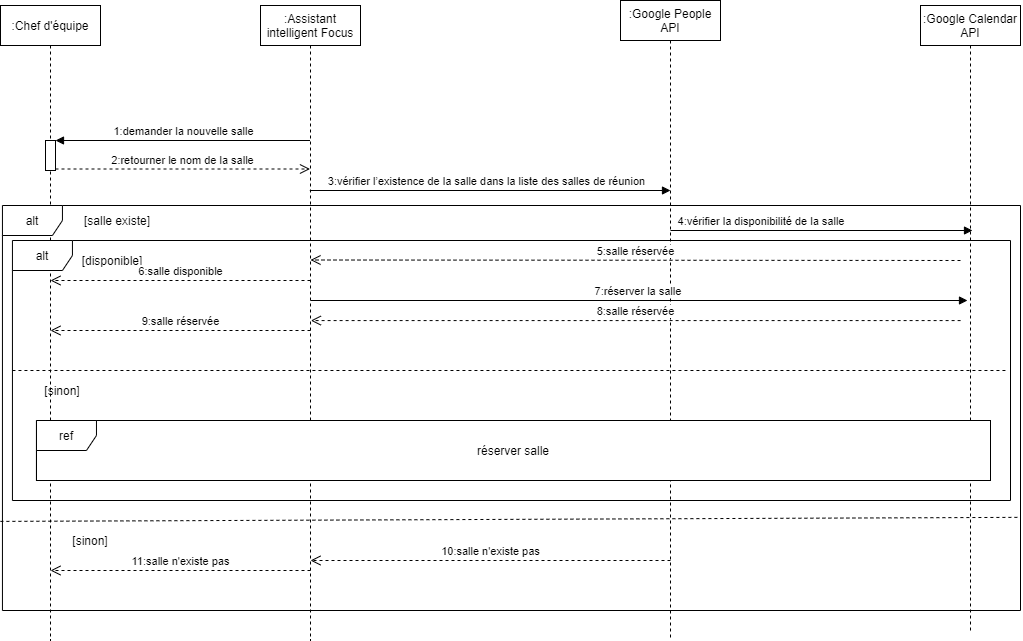 :Chef d'équipe
:Assistant
intelligent Focus
:Google People
API
:Google Calendar
API
1:demander la nouvelle salle
2:retourner le nom de la salle
3:vérifier l'existence de la salle dans la liste des salles de réunion
alt
[salle existe]
4:vérifier la disponibilité de la salle
alt
[disponible]
5:salle réservée
6:salle disponible
7:réserver la salle
8:salle réservée
9:salle réservée
[sinon]
ref
réserver salle
[sinon]
10:salle n'existe pas
11:salle n'existe pas